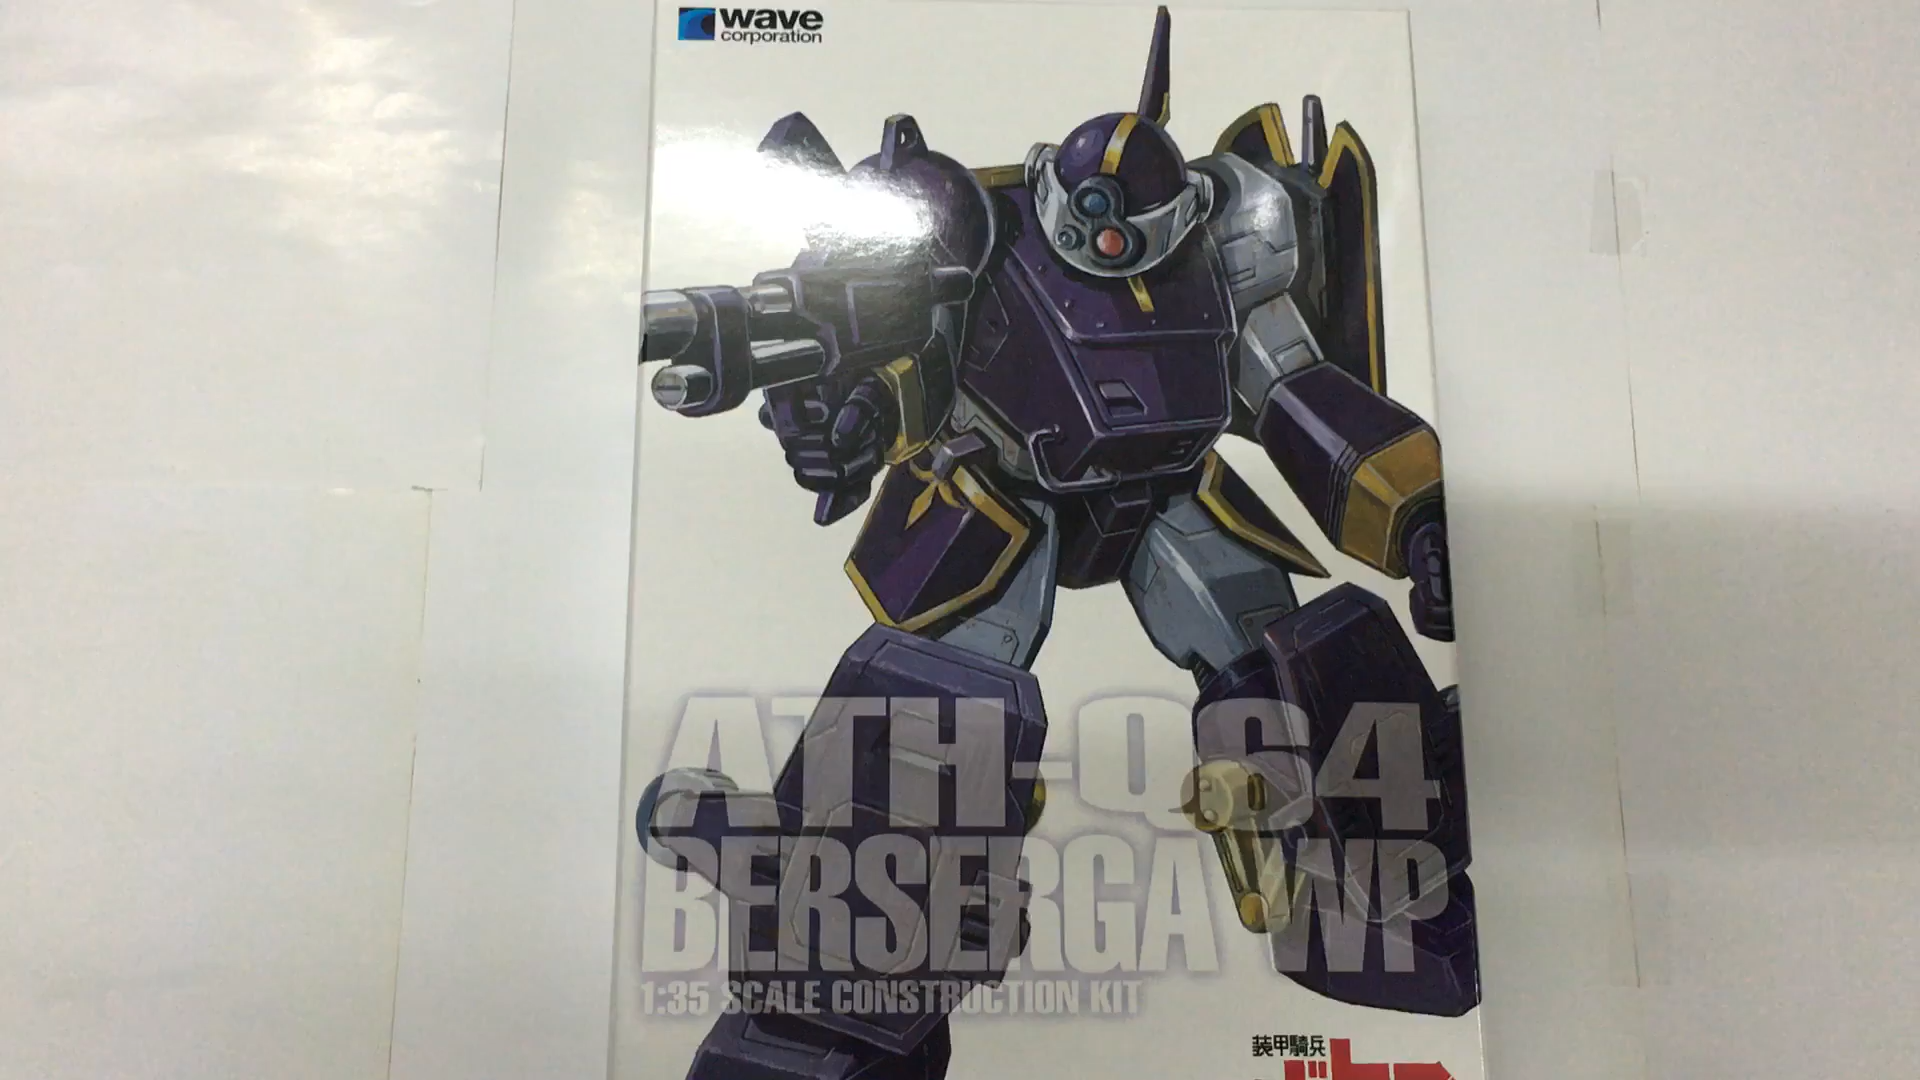 wave
corporation
ATH-Q64
BERSERGA WP
1:35 SCALE CONSTRUCTION KIT
装甲騎兵